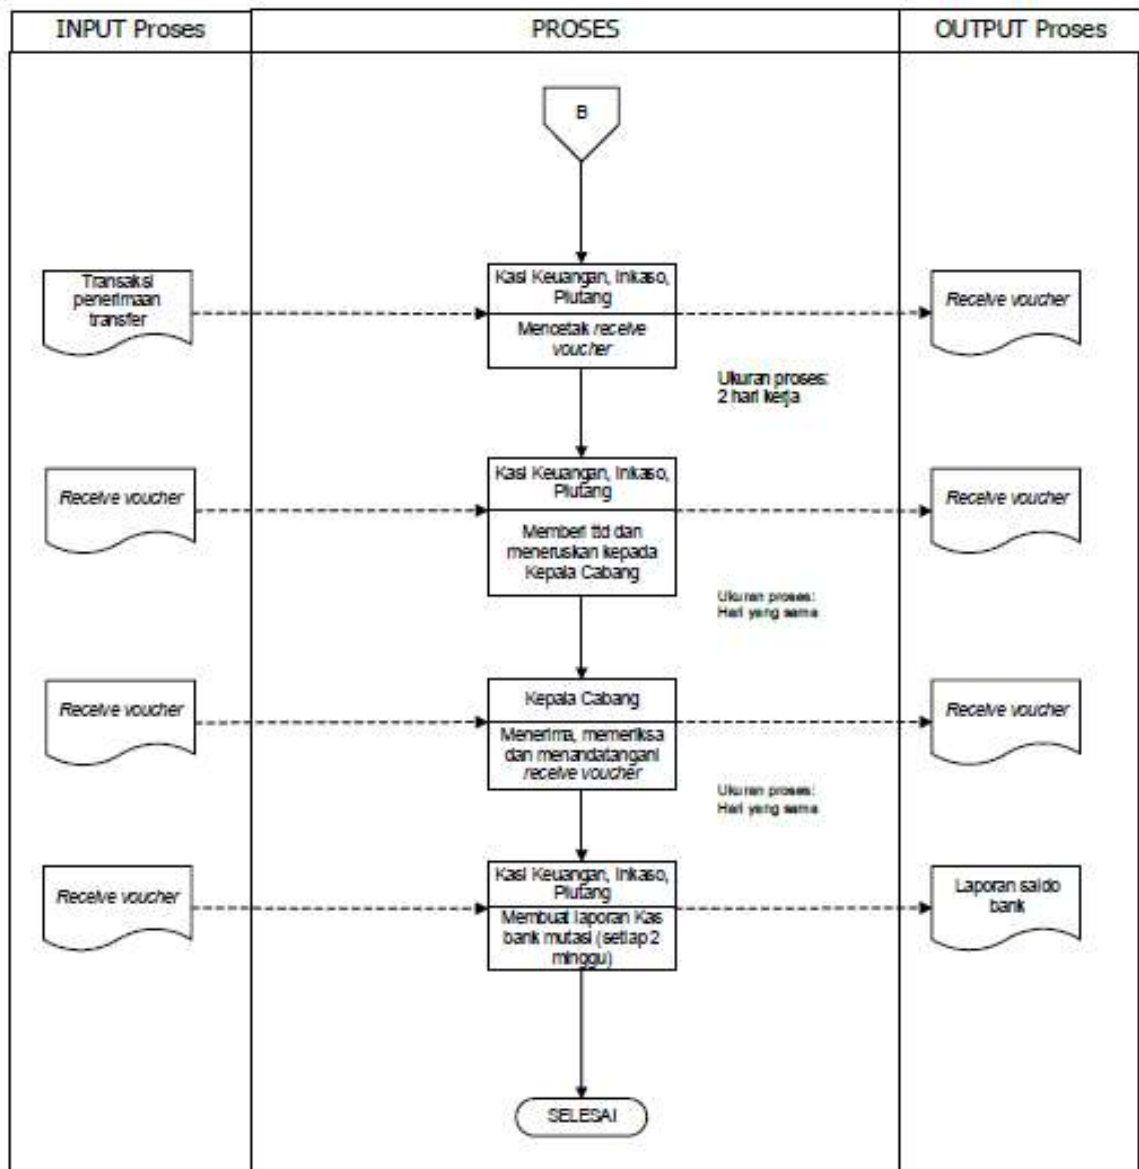 INPUT Proses
PROSES
OUTPUT Proses
B
Transaksi
penerimaan
transfer
Kasi Keuangan, Inkaso,
Piutang
Mencetak receive
voucher
Receive voucher
Ukuran proses:
2 hari kerja
Receive voucher
Kasi Keuangan, Inkaso,
Piutang
Memberi ttd dan
meneruskan kepada
Kepala Cabang
Receive voucher
Ukuran proses:
Hari yang sama
Receive voucher
Kepala Cabang
Menerima, memeriksa
dan menandatangani
receive voucher
Receive voucher
Ukuran proses:
Hari yang sama
Receive voucher
Kasi Keuangan, Inkaso,
Piutang
Membuat laporan Kas
bank mutasi (setiap 2
minggu)
Laporan saldo
bank
SELESAI